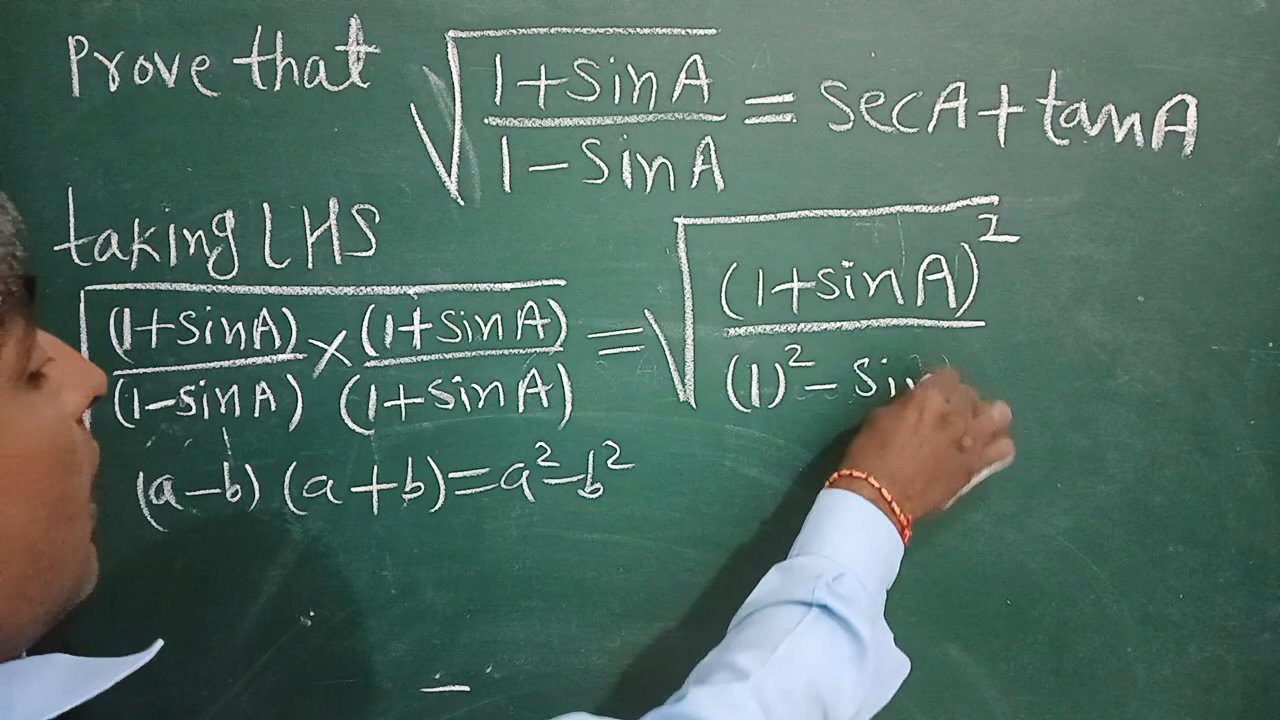 Prove that √((1+sinA)/(1-sinA)) = secA+tanA
taking LHS
√((1+sinA)/(1-sinA) × (1+sinA)/(1+sinA)) = √((1+sinA)²/((1)²-sin
(a-b)(a+b)=a²-b²